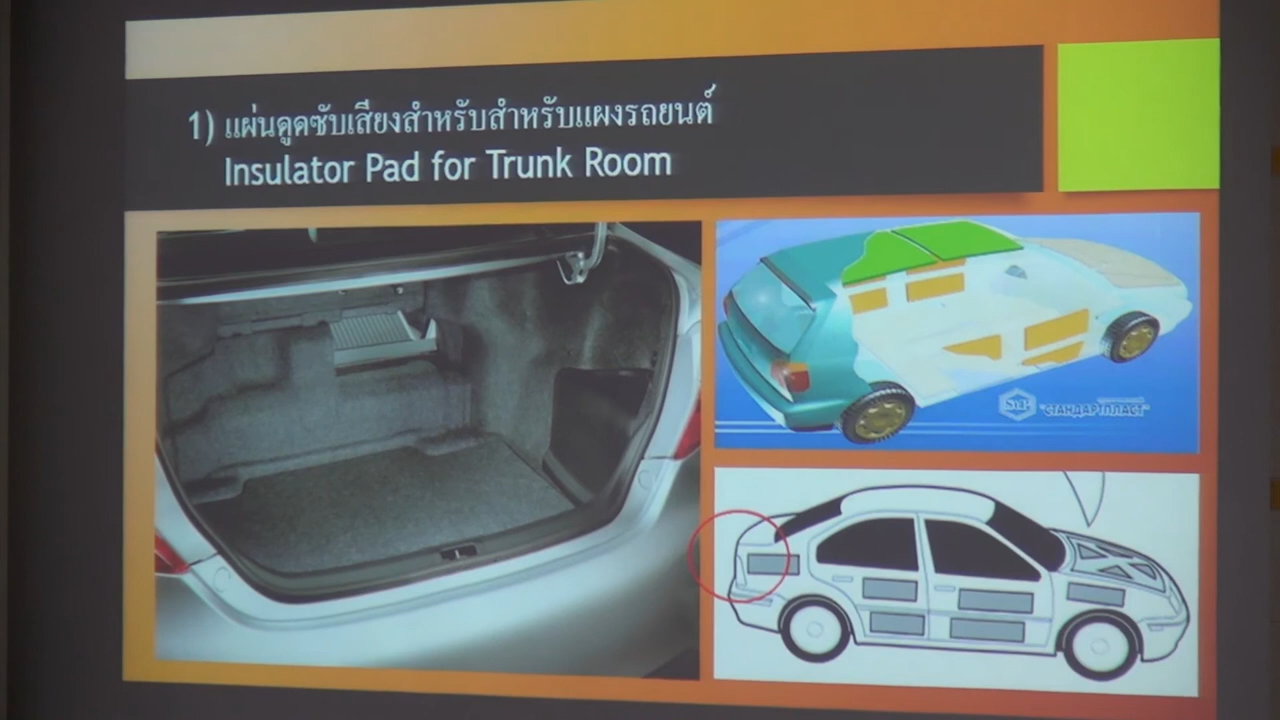 1) แผ่นดูดซับเสียงสำหรับสำหรับแผงรถยนต์
Insulator Pad for Trunk Room
StP "СТАНДАРТПЛАСТ"